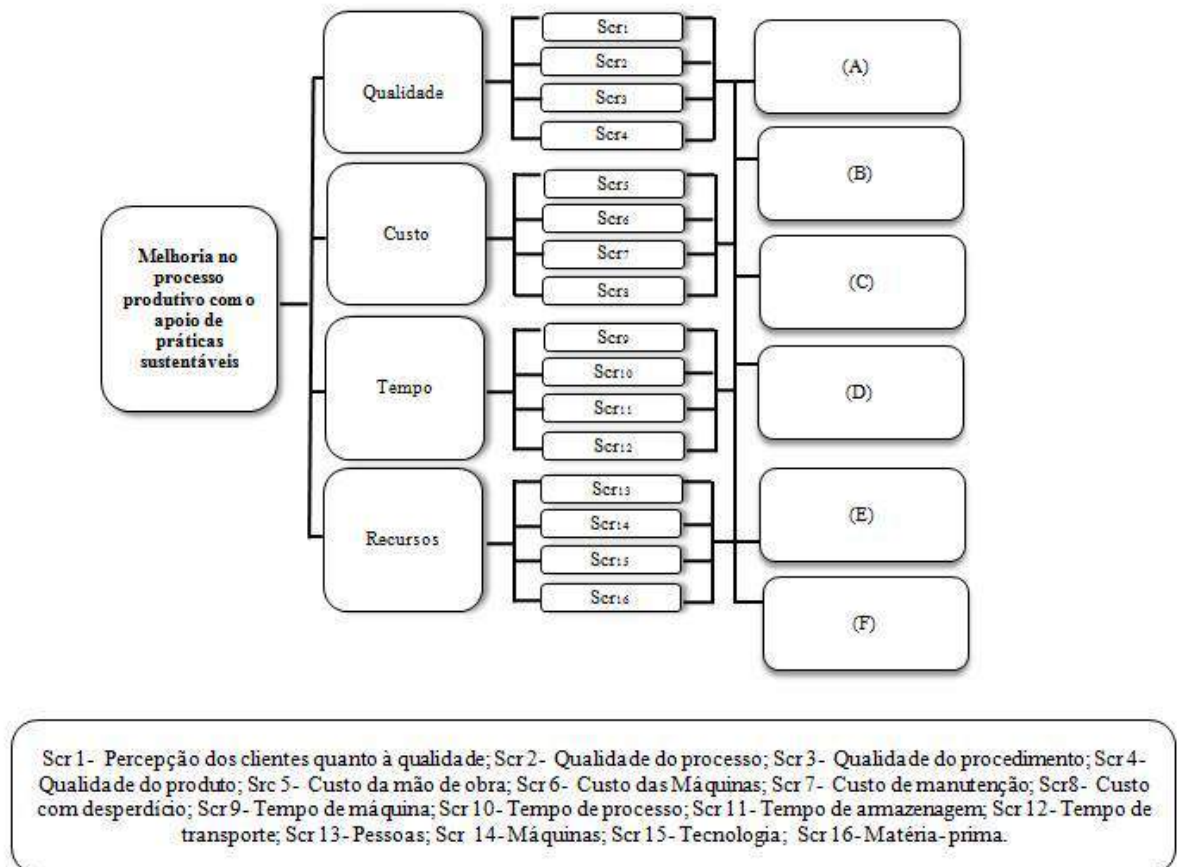 Melhoria no
processo
produtivo com o
apoio de
práticas
sustentáveis
Qualidade
Custo
Tempo
Recursos
Scr1
Scr2
Scr3
Scr4
Scr5
Scr6
Scr7
Scr8
Scr9
Scr10
Scr11
Scr12
Scr13
Scr14
Scr15
Scr16
(A)
(B)
(C)
(D)
(E)
(F)
Scr 1- Percepção dos clientes quanto à qualidade; Scr 2- Qualidade do processo; Scr 3- Qualidade do procedimento; Scr 4-
Qualidade do produto; Src 5- Custo da mão de obra; Scr 6- Custo das Máquinas; Scr 7- Custo de manutenção; Scr8- Custo
com desperdício; Scr 9- Tempo de máquina; Scr 10- Tempo de processo; Scr 11- Tempo de armazenagem; Scr 12- Tempo de
transporte; Scr 13- Pessoas; Scr 14- Máquinas; Scr 15- Tecnologia; Scr 16- Matéria-prima.